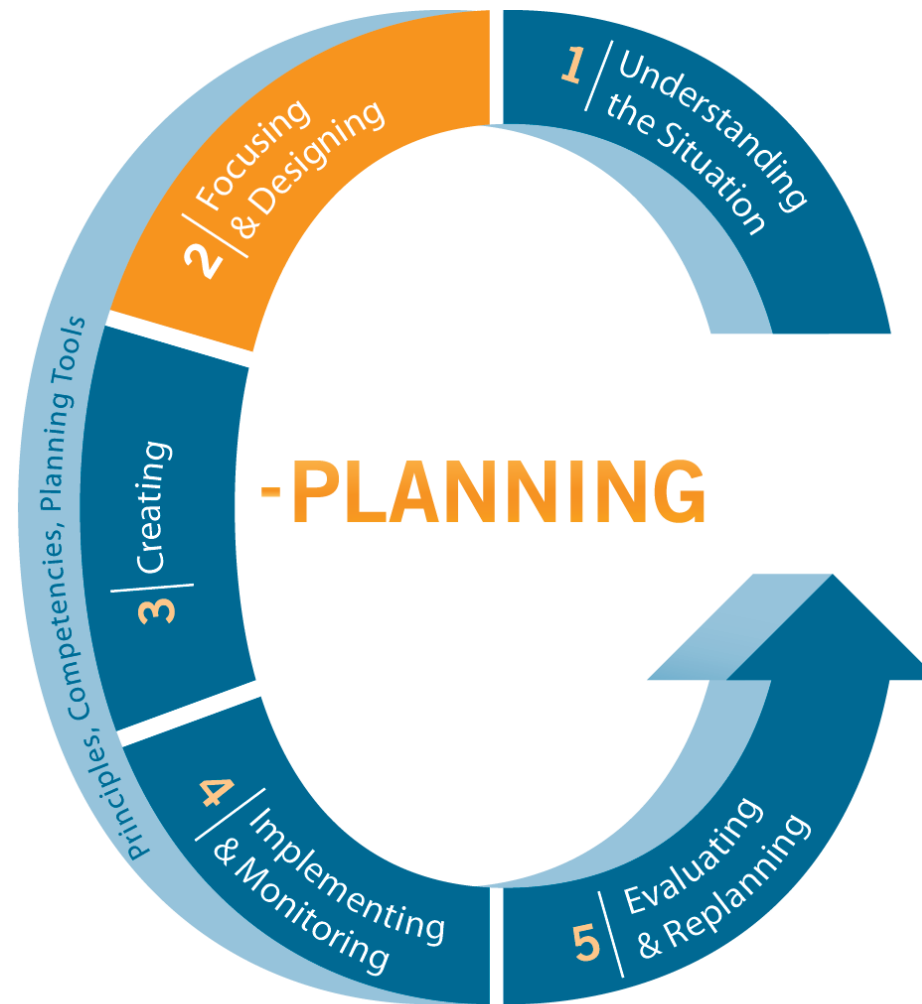 1 Understanding
the Situation
2 Focusing
& Designing
3 Creating
4 Implementing
& Monitoring
5 Evaluating
& Replanning
Principles, Competencies, Planning Tools
-PLANNING